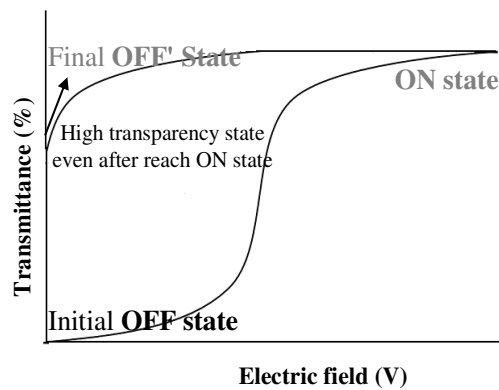 Final OFF' State
ON state
High transparency state
even after reach ON state
Transmittance (%)
Initial OFF state
Electric field (V)